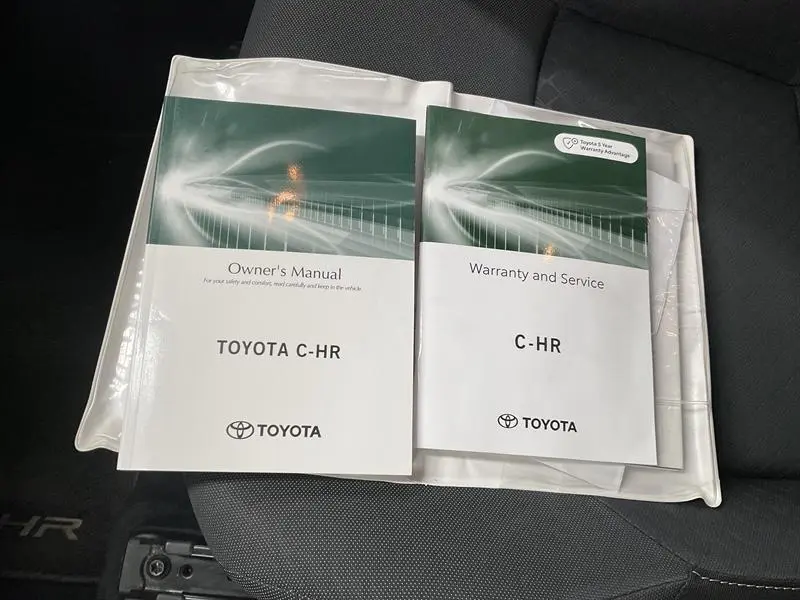 Owner's Manual
For your safety and comfort, read carefully and keep in the vehicle.
TOYOTA C-HR
TOYOTA
Toyota 5 Year
Warranty Advantage
Warranty and Service
C-HR
TOYOTA
HR